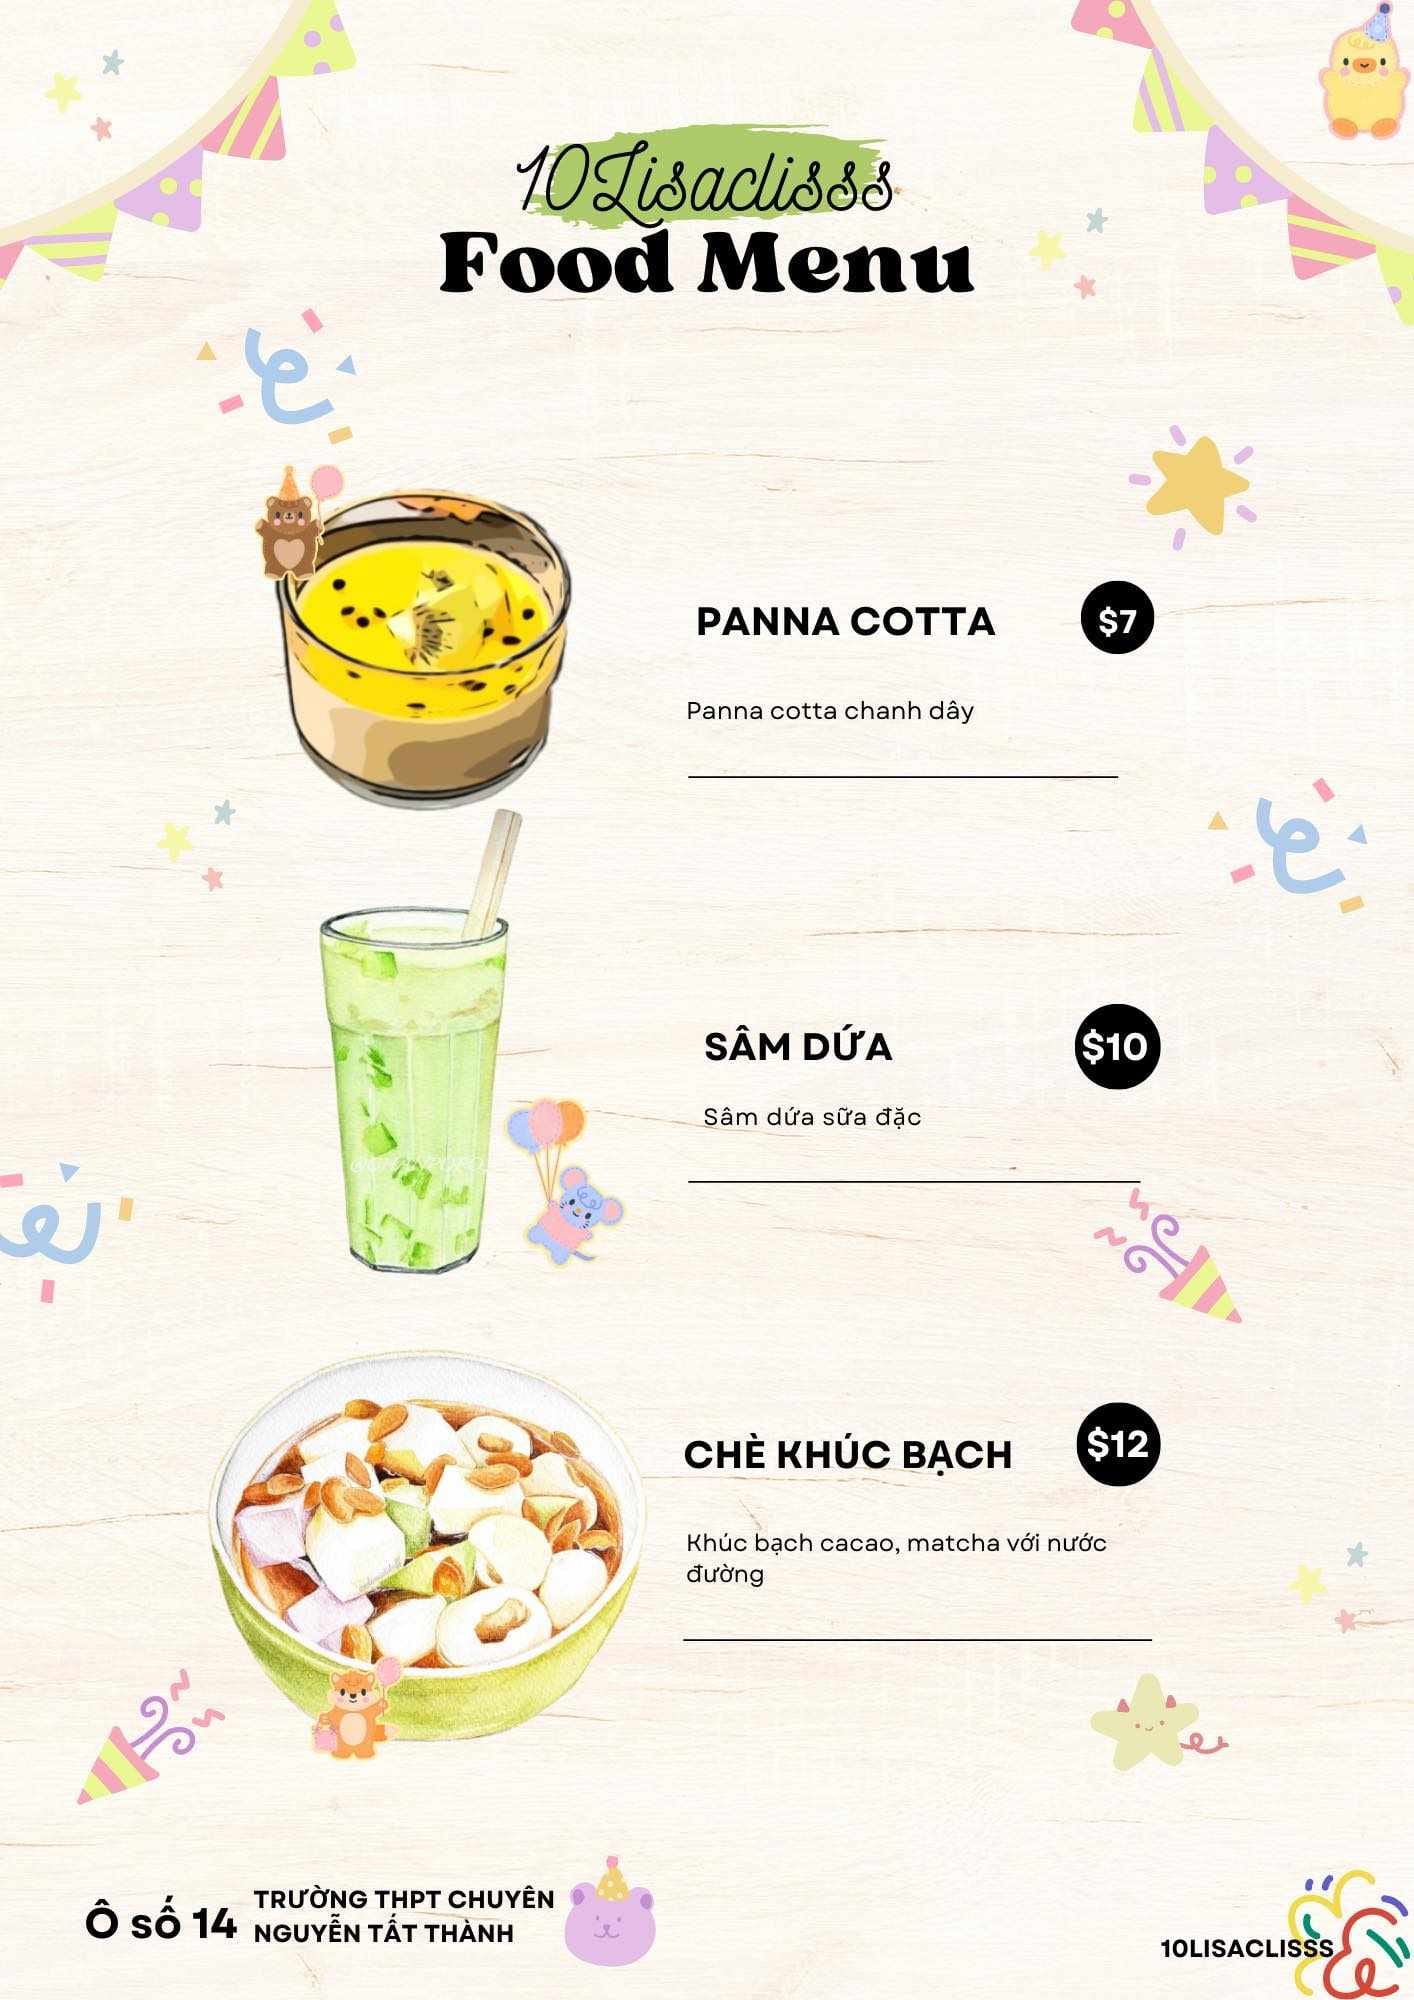 10Lisaclisss
Food Menu
PANNA COTTA
$7
Panna cotta chanh dây
SÂM DỨA
$10
Sâm dứa sữa đặc
CHÈ KHÚC BẠCH
$12
Khúc bạch cacao, matcha với nước
đường
Ô số 14
TRƯỜNG THPT CHUYÊN
NGUYỄN TẤT THÀNH
10LISACLISSS